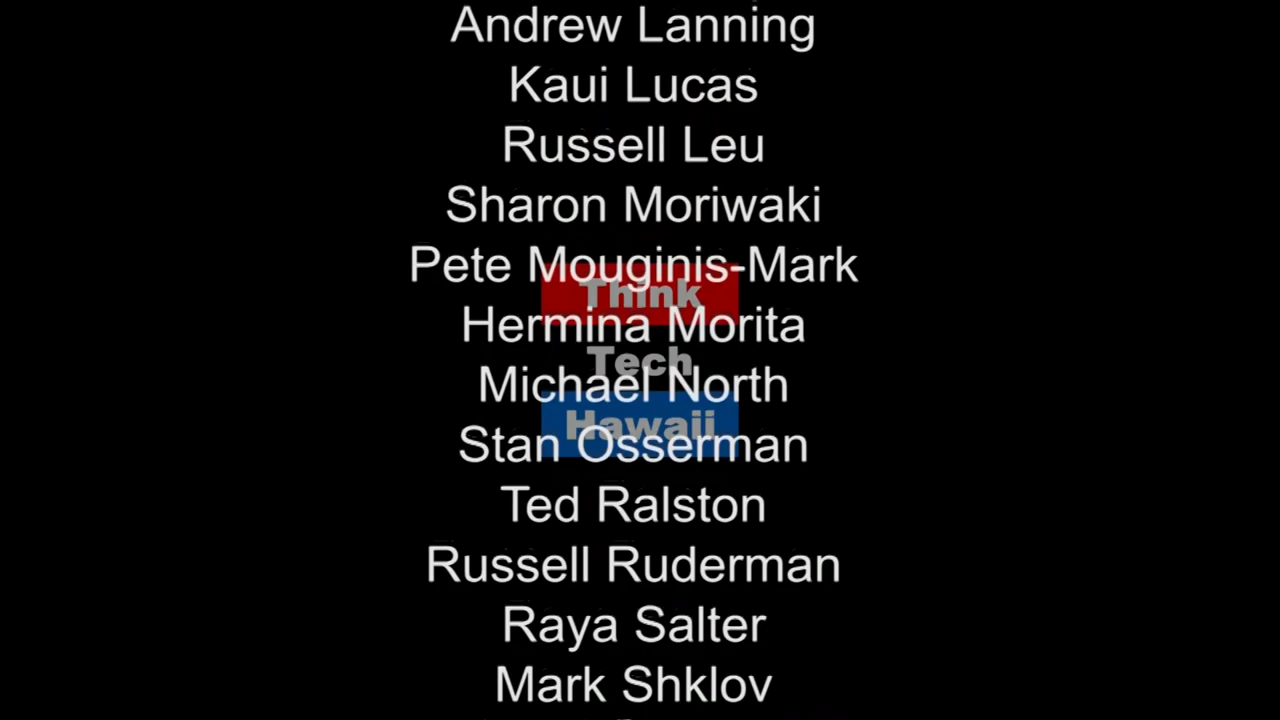 Andrew Lanning
Kaui Lucas
Russell Leu
Sharon Moriwaki
Pete Mouginis-Mark
Think
Hermina Morita
Tech
Michael North
Hawaii
Stan Osserman
Ted Ralston
Russell Ruderman
Raya Salter
Mark Shklov